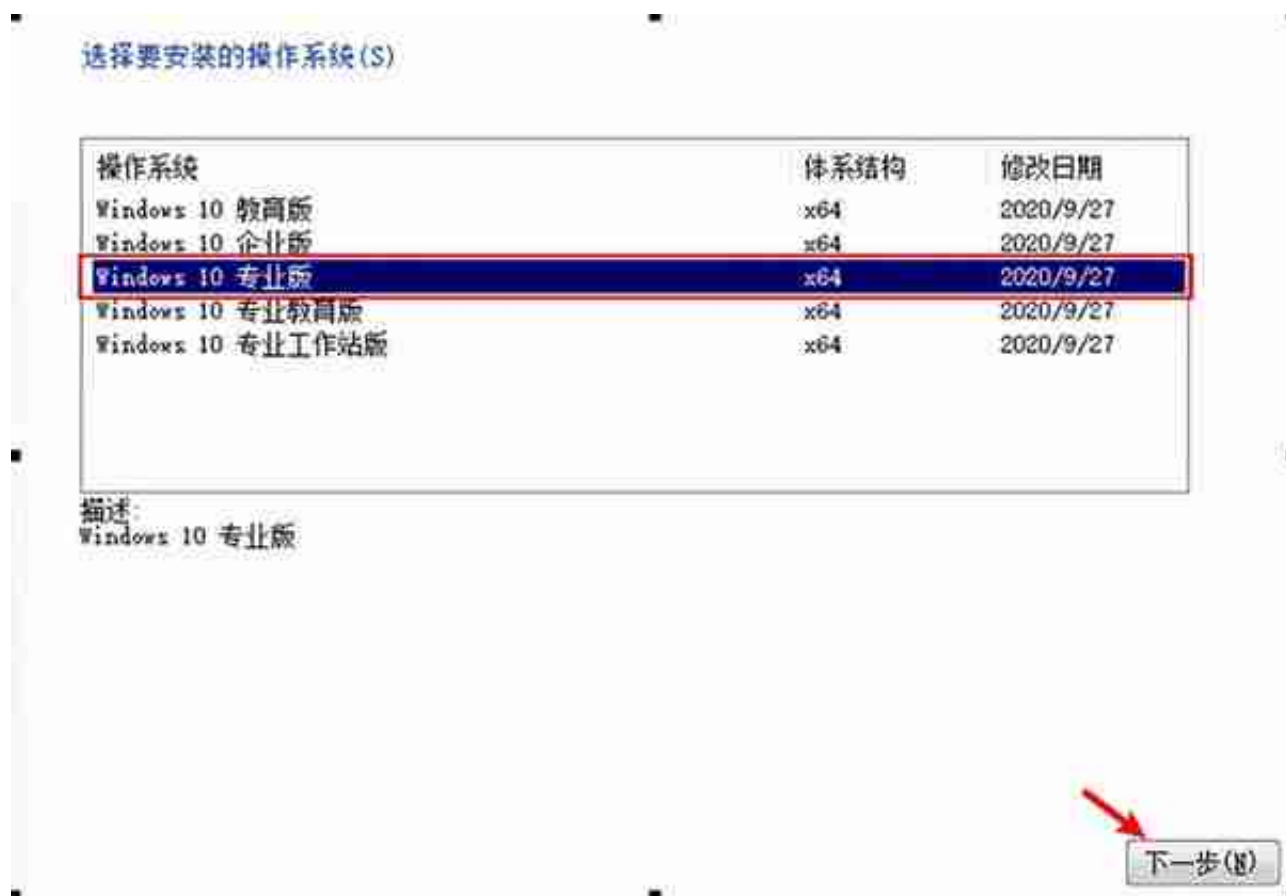 选择要安装的操作系统(S)
操作系统 体系结构 修改日期
Windows 10 教育版 x64 2020/9/27
Windows 10 企业版 x64 2020/9/27
Windows 10 专业版 x64 2020/9/27
Windows 10 专业教育版 x64 2020/9/27
Windows 10 专业工作站版 x64 2020/9/27
描述:
Windows 10 专业版
下一步(N)